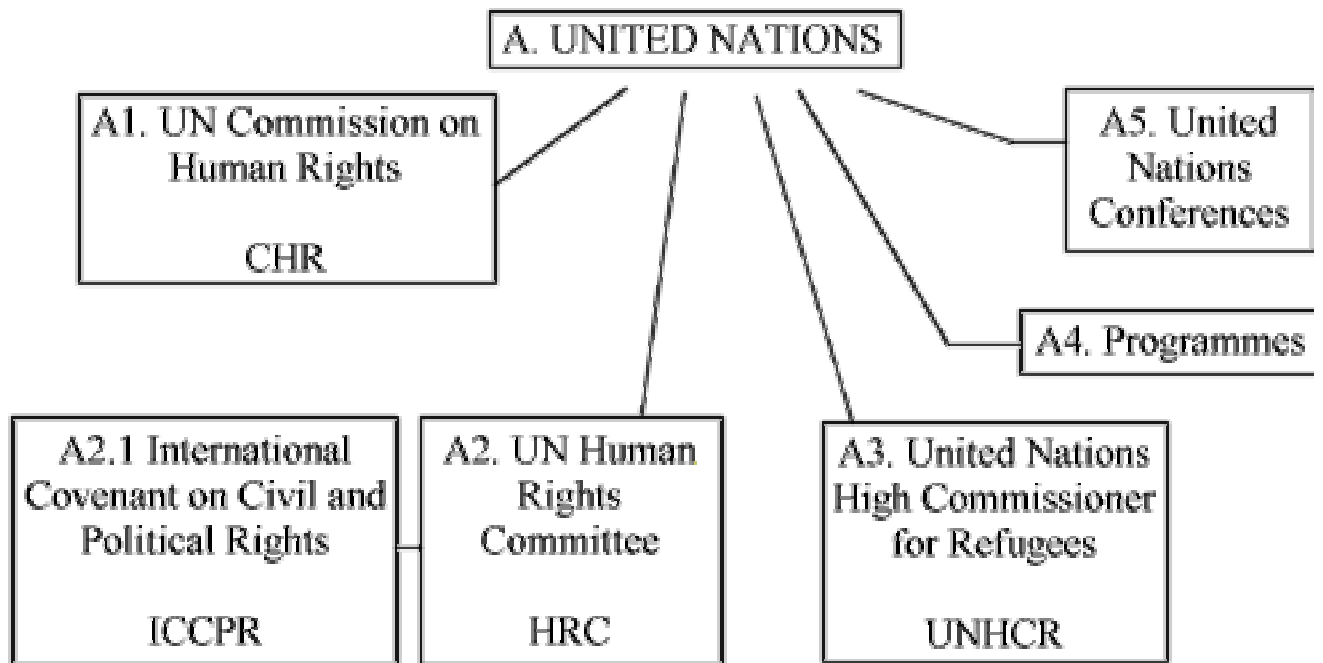 A. UNITED NATIONS
A1. UN Commission on
Human Rights
CHR
A5. United
Nations
Conferences
A4. Programmes
A2.1 International
Covenant on Civil and
Political Rights
ICCPR
A2. UN Human
Rights
Committee
HRC
A3. United Nations
High Commissioner
for Refugees
UNHCR